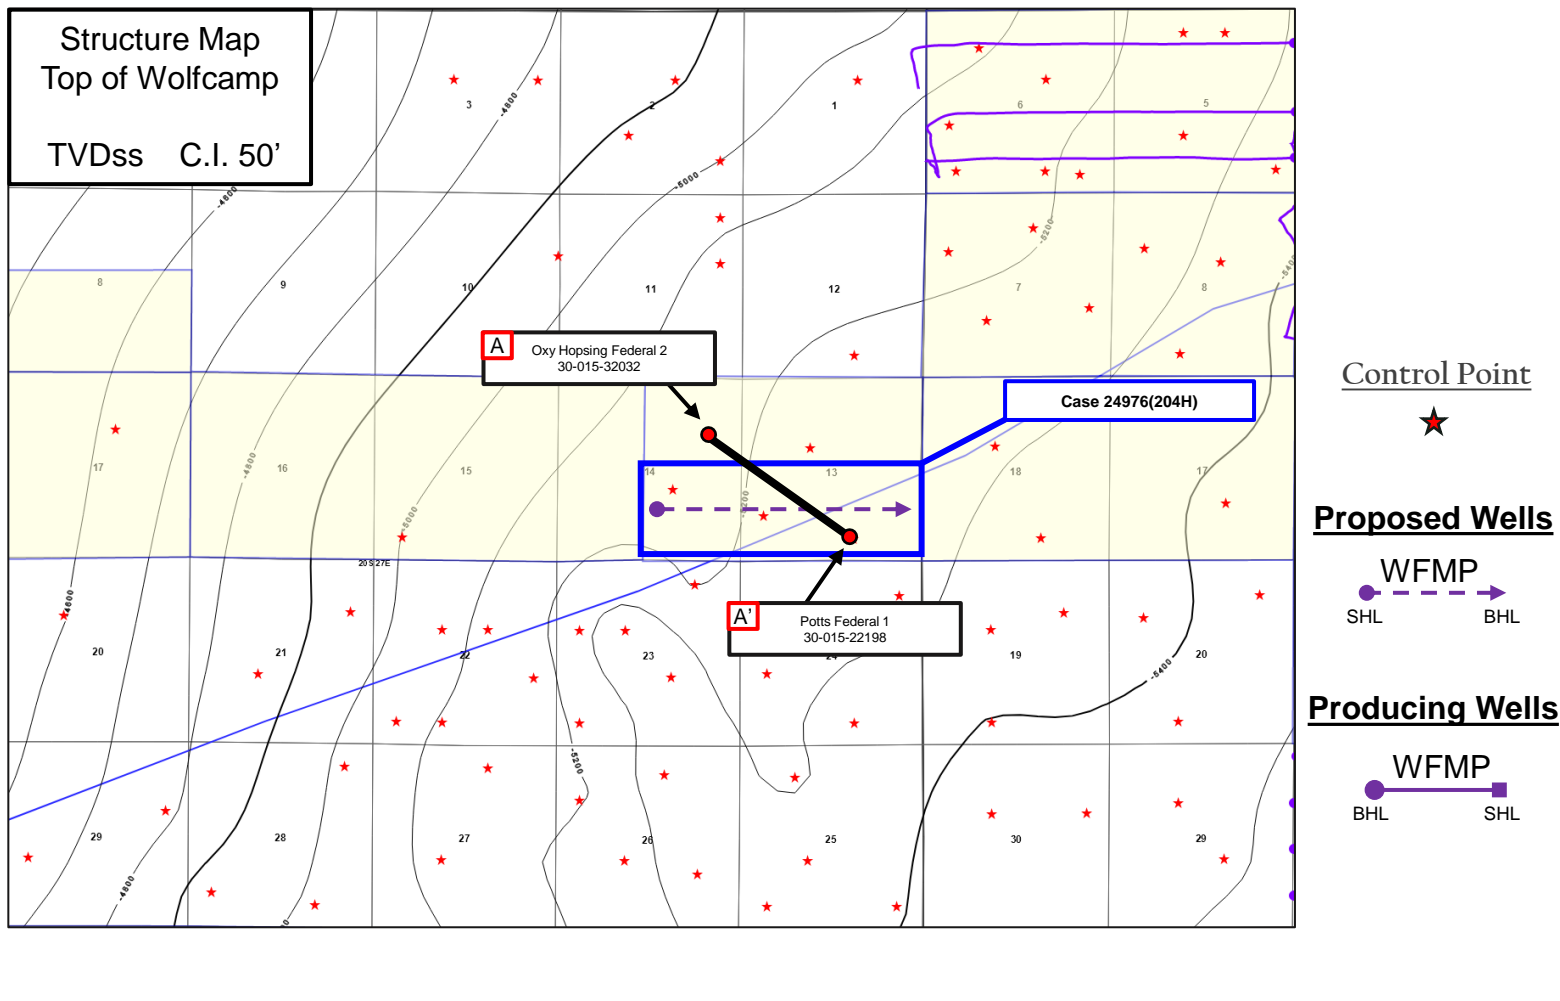 Structure Map
Top of Wolfcamp
TVDss C.I. 50’
3
2
1
6
5
-4800
-4800
-5000
-5200
-5400
8
9
10
11
12
7
8
A
Oxy Hopsing Federal 2
30-015-32032
Case 24976(204H)
Control Point
17
16
15
14
13
18
17
-4800
-5000
-5200
20S 27E
Proposed Wells
WFMP
SHL BHL
-4600
A’
Potts Federal 1
30-015-22198
20
21
22
23
24
19
20
-5400
Producing Wells
WFMP
BHL SHL
-5200
29
28
27
26
25
30
29
-4800